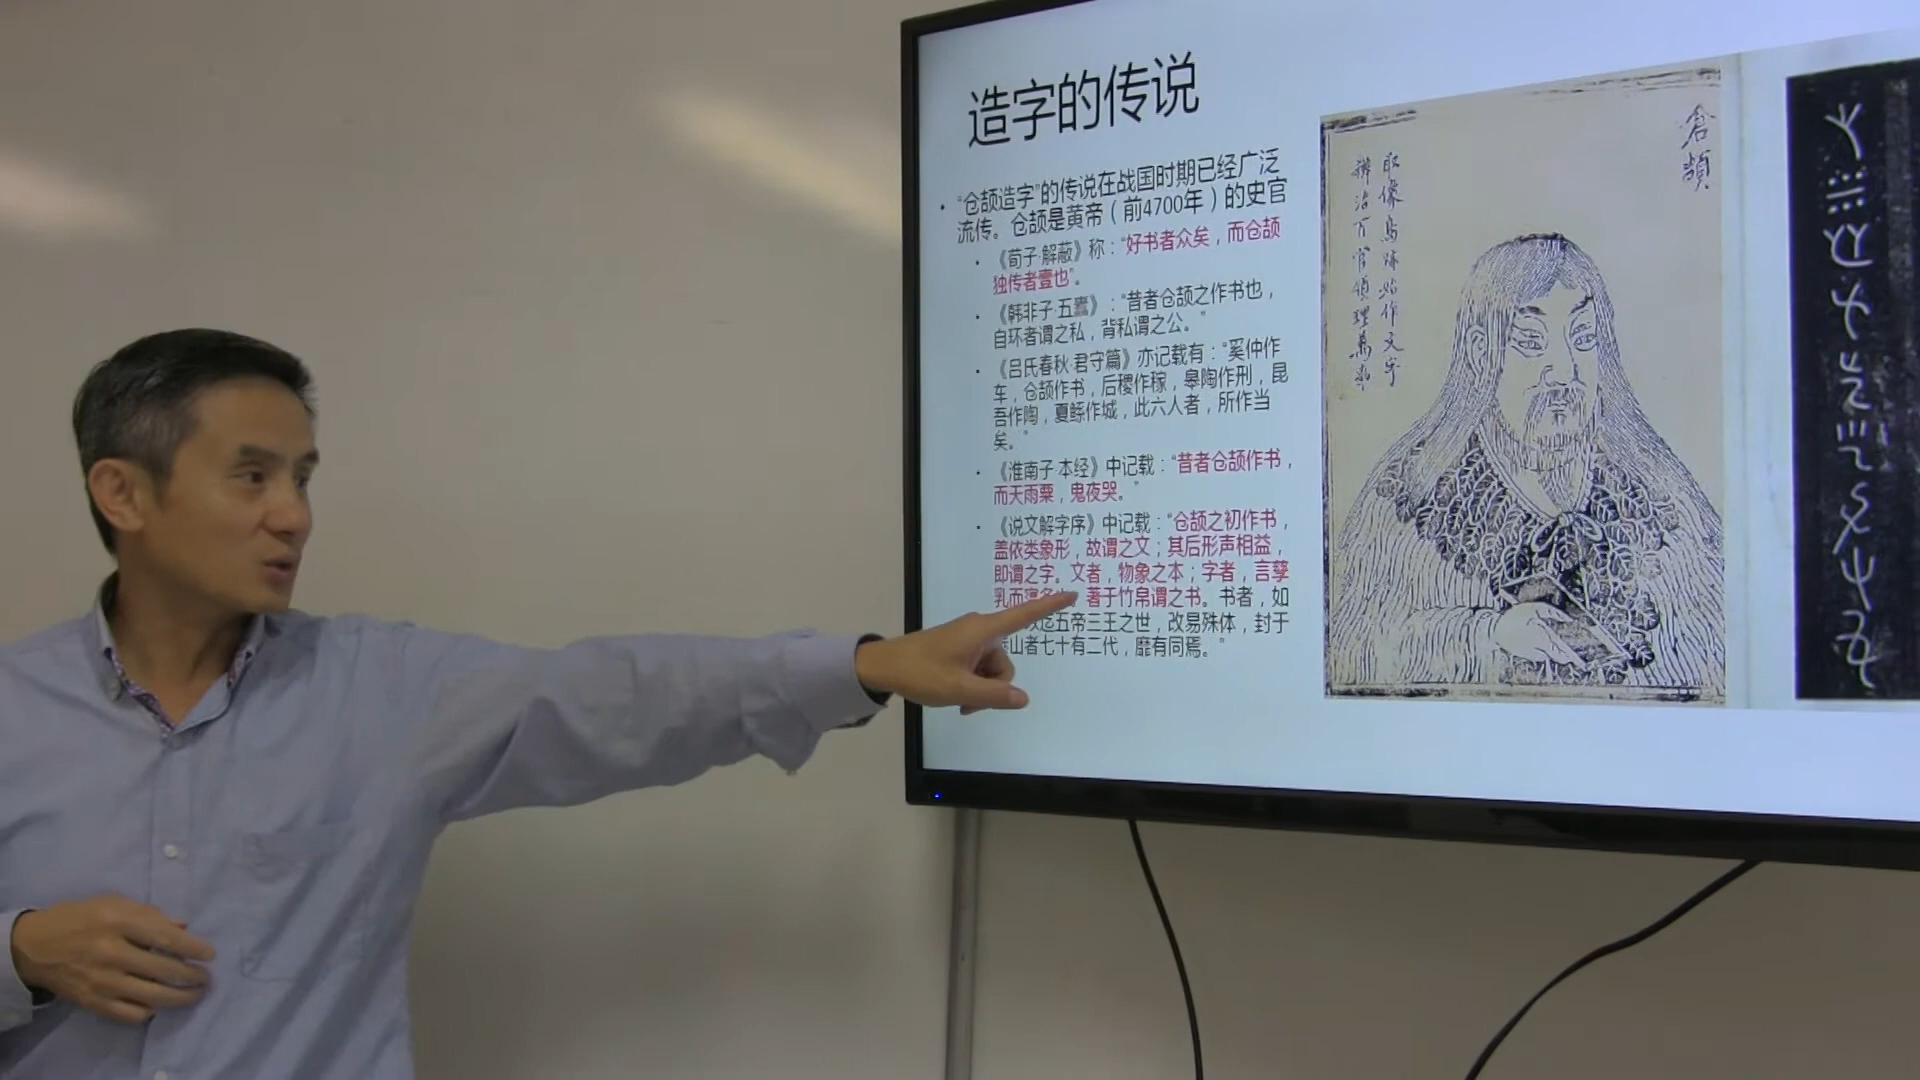 造字的传说
“仓颉造字”的传说在战国时期已经广泛
流传。仓颉是黄帝（前4700年）的史官
《荀子·解蔽》称：“好书者众矣，而仓颉
独传者壹也”。
《韩非子·五蠹》：“昔者仓颉之作书也，
自环者谓之私，背私谓之公。”
《吕氏春秋·君守篇》亦记载有：“奚仲作
车，仓颉作书，后稷作稼，皋陶作刑，昆
吾作陶，夏鲧作城，此六人者，所作当
矣。”
《淮南子·本经》中记载：“昔者仓颉作书，
而天雨粟，鬼夜哭。”
《说文解字序》中记载：“仓颉之初作书，
盖依类象形，故谓之文；其后形声相益，
即谓之字。文者，物象之本；字者，言孳
乳而 著于竹帛谓之书。书者，如
迄五帝三王之世，改易殊体，封于
山者七十有二代，靡有同焉。”
倉頡
取像鳥跡始作文字
辨治百官領理萬事